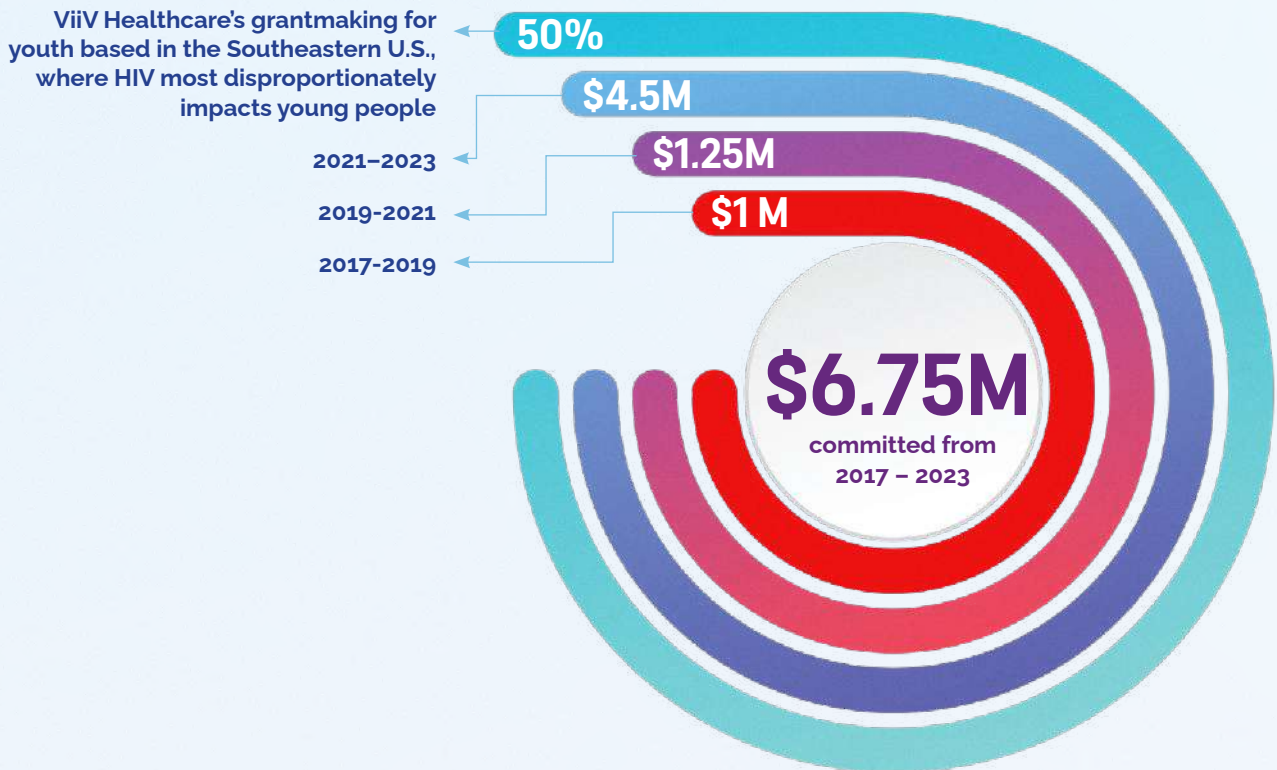 ViiV Healthcare’s grantmaking for
youth based in the Southeastern U.S.,
where HIV most disproportionately
impacts young people
50%
2021–2023
$4.5M
2019-2021
$1.25M
2017-2019
$1 M
$6.75M
committed from
2017 – 2023